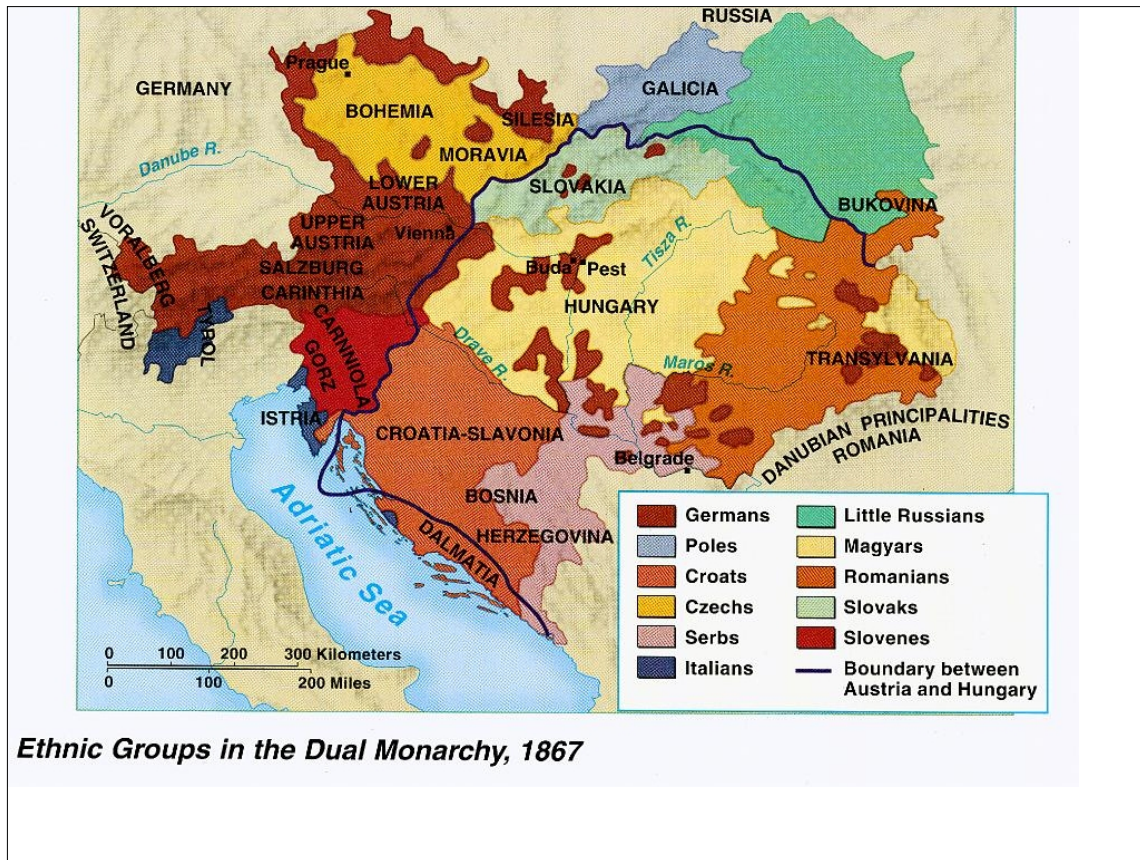 RUSSIA
Prague
GERMANY
GALICIA
BOHEMIA
SILESIA
MORAVIA
Danube R.
SLOVAKIA
LOWER
AUSTRIA
BUKOVINA
VORALBERG
SWITZERLAND
UPPER
AUSTRIA
Vienna
Tisza R.
SALZBURG
Buda
Pest
CARINTHIA
HUNGARY
TYROL
CARNNIOLA
GORZ
Drave R.
Maros R.
TRANSYLVANIA
ISTRIA
CROATIA-SLAVONIA
DANUBIAN PRINCIPALITIES
ROMANIA
Belgrade
Adriatic Sea
BOSNIA
HERZEGOVINA
DALMATIA
Germans
Poles
Croats
Czechs
Serbs
Italians
Little Russians
Magyars
Romanians
Slovaks
Slovenes
Boundary between
Austria and Hungary
0 100 200 300 Kilometers
0 100 200 Miles
Ethnic Groups in the Dual Monarchy, 1867